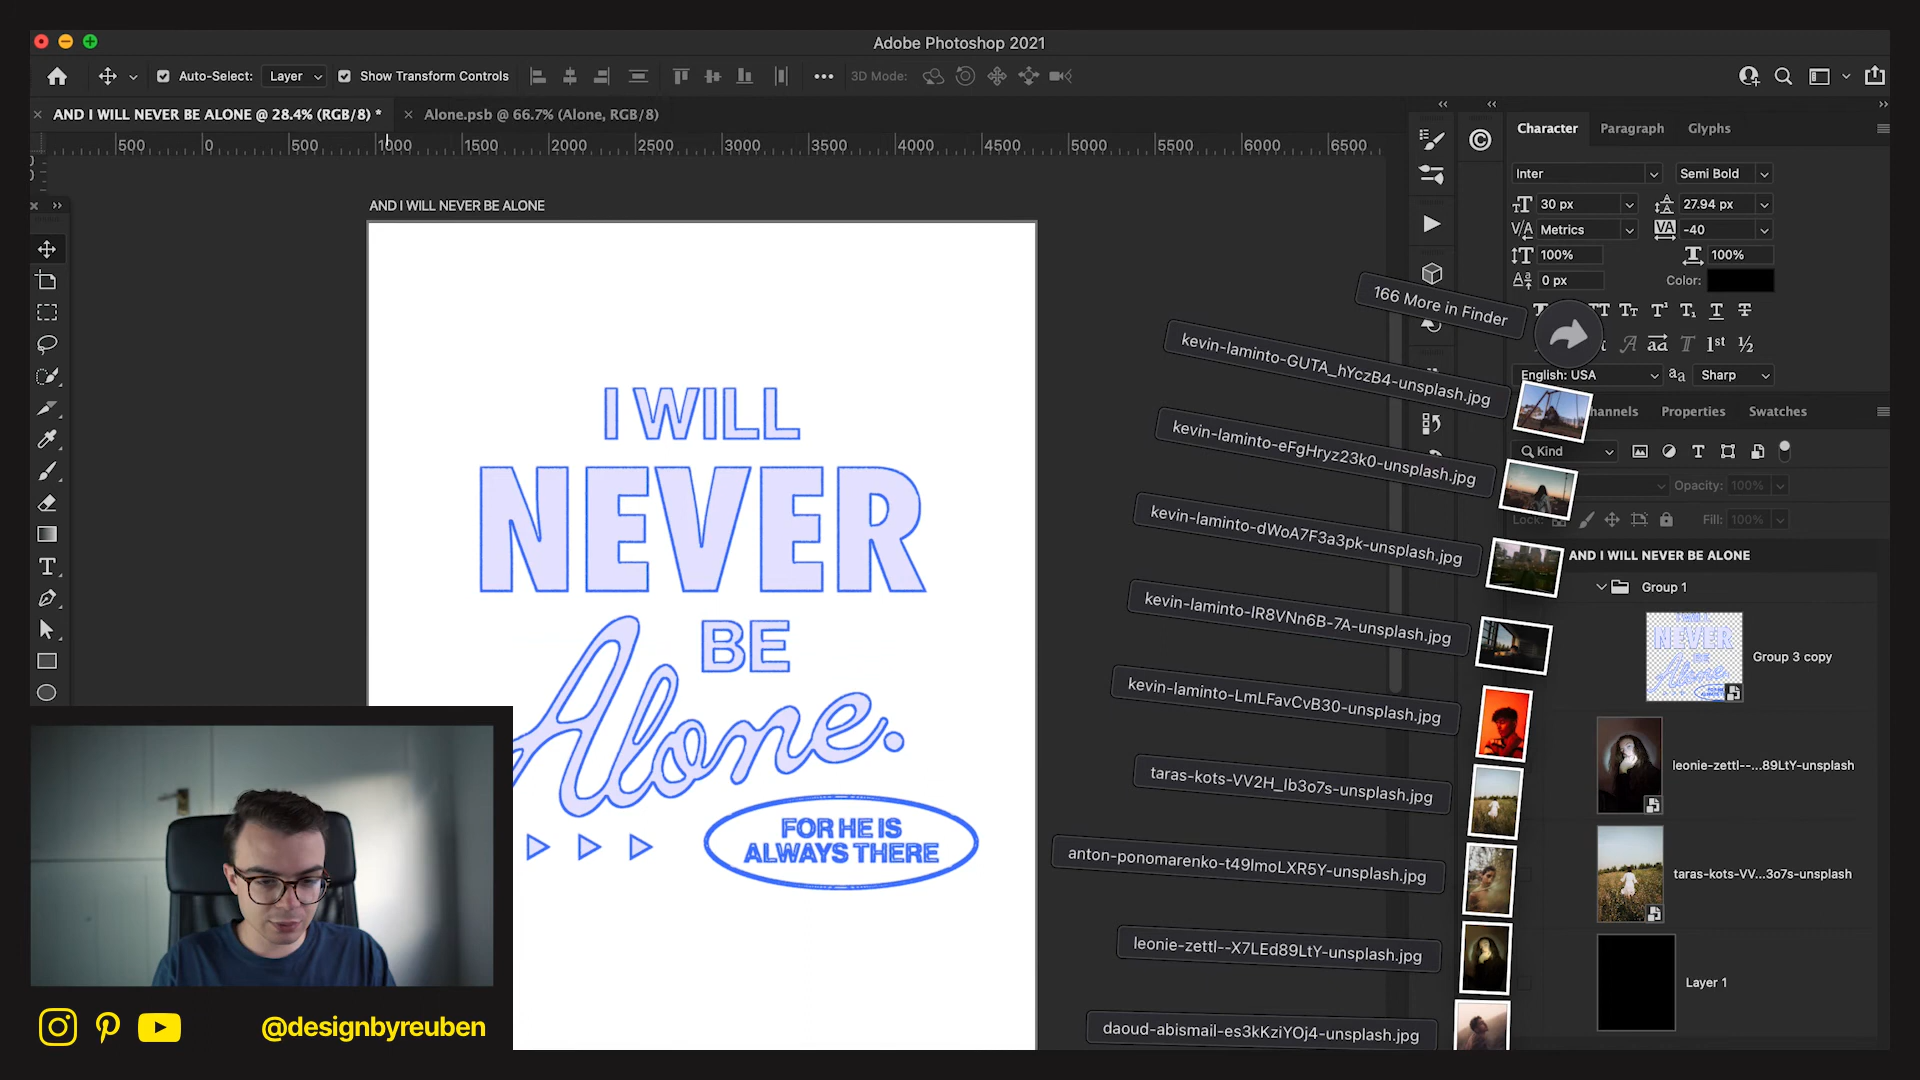 Adobe Photoshop 2021
Auto-Select:
Layer
Show Transform Controls
3D Mode:
AND I WILL NEVER BE ALONE @ 28.4% (RGB/8) *
Alone.psb @ 66.7% (Alone, RGB/8)
500
0
500
1000
1500
2000
2500
3000
3500
4000
4500
5000
5500
6000
6500
AND I WILL NEVER BE ALONE
I WILL
NEVER
BE
Alone.
FOR HE IS
ALWAYS THERE
166 More in Finder
kevin-laminto-GUTA_hYczB4-unsplash.jpg
kevin-laminto-eFgHryz23k0-unsplash.jpg
kevin-laminto-dWoA7F3a3pk-unsplash.jpg
kevin-laminto-IR8VNn6B-7A-unsplash.jpg
kevin-laminto-LmLFavCvB30-unsplash.jpg
taras-kots-VV2H_Ib3o7s-unsplash.jpg
anton-ponomarenko-t49lmoLXR5Y-unsplash.jpg
leonie-zettl--X7LEd89LtY-unsplash.jpg
daoud-abismail-es3kKziYOj4-unsplash.jpg
Character
Paragraph
Glyphs
Inter
Semi Bold
30 px
27.94 px
Metrics
-40
100%
100%
0 px
Color:
English: USA
Sharp
Properties
Swatches
Kind
Opacity: 100%
Lock:
Fill: 100%
AND I WILL NEVER BE ALONE
Group 1
Group 3 copy
leonie-zettl--...89LtY-unsplash
taras-kots-VV...3o7s-unsplash
Layer 1
@designbyreuben